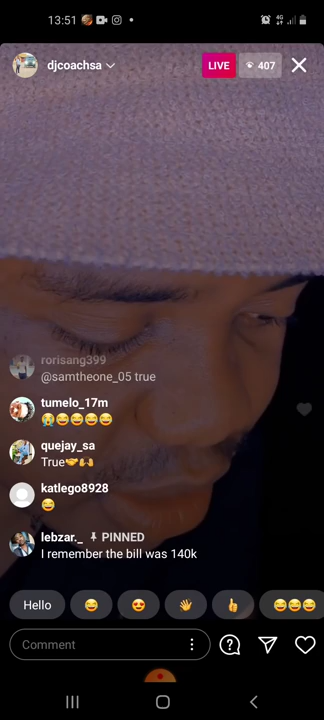 13:51
4G
djcoachsa
LIVE
407
rorisang399
@samtheone_05 true
tumelo_17m
😭😂😂😂😂
quejay_sa
True🤝🙌
katlego8928
😅
lebzar._ PINNED
I remember the bill was 140k
Hello 😂 😍 👋 👍 😂😂😂
Comment